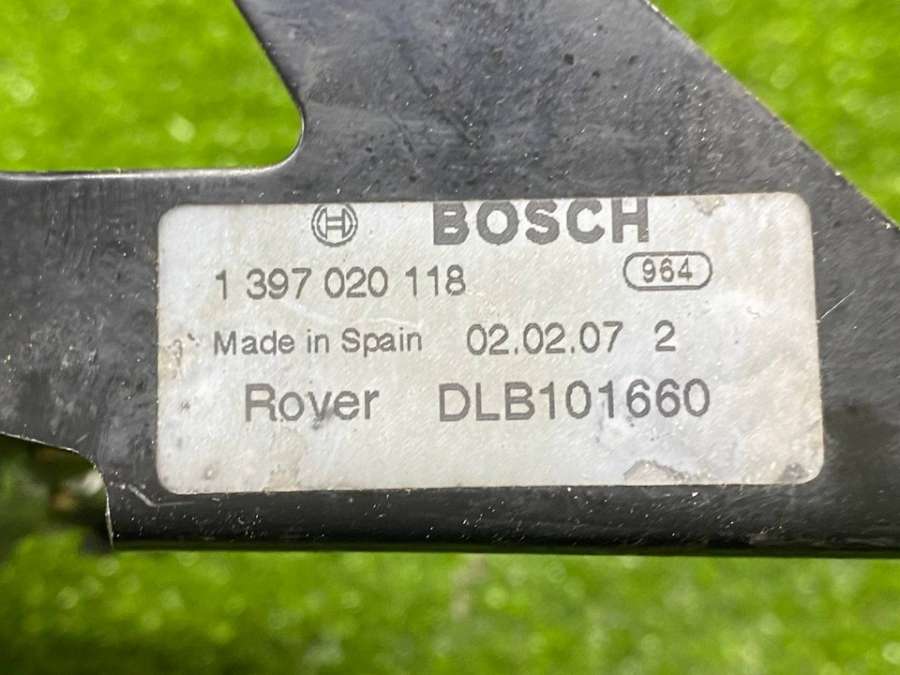 BOSCH
1 397 020 118 964
Made in Spain 02.02.07 2
Rover DLB101660